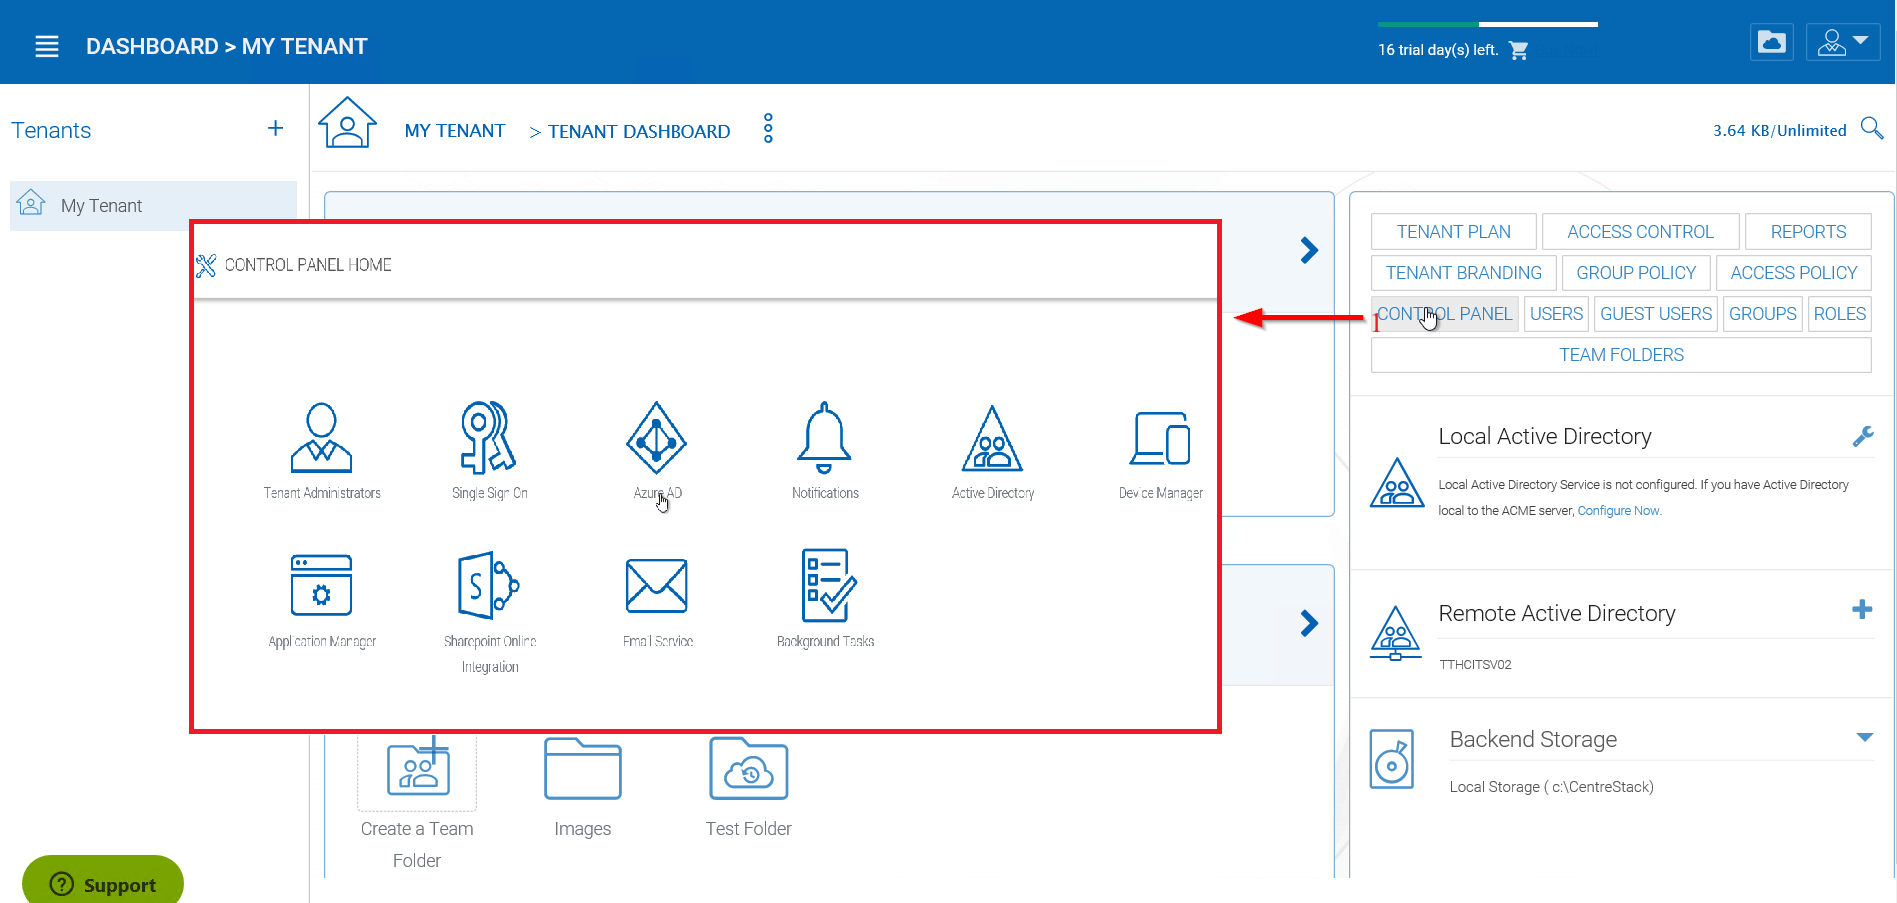 DASHBOARD > MY TENANT
16 trial day(s) left.
Tenants
+
MY TENANT > TENANT DASHBOARD
3.64 KB/Unlimited
My Tenant
CONTROL PANEL HOME
Tenant Administrators
Single Sign On
Azure AD
Notifications
Active Directory
Device Manager
Application Manager
Sharepoint Online
Integration
Email Service
Background Tasks
Create a Team
Folder
Images
Test Folder
TENANT PLAN
ACCESS CONTROL
REPORTS
TENANT BRANDING
GROUP POLICY
ACCESS POLICY
1
CONTROL PANEL
USERS
GUEST USERS
GROUPS
ROLES
TEAM FOLDERS
Local Active Directory
Local Active Directory Service is not configured. If you have Active Directory
local to the ACME server, Configure Now.
Remote Active Directory
TTHCITSV02
Backend Storage
Local Storage ( c:\CentreStack)
Support